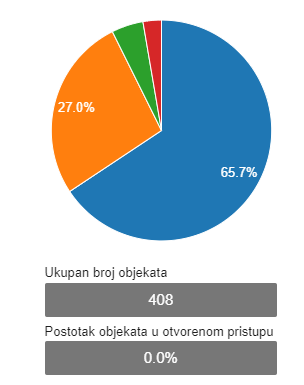 27.0%
65.7%
Ukupan broj objekata
408
Postotak objekata u otvorenom pristupu
0.0%